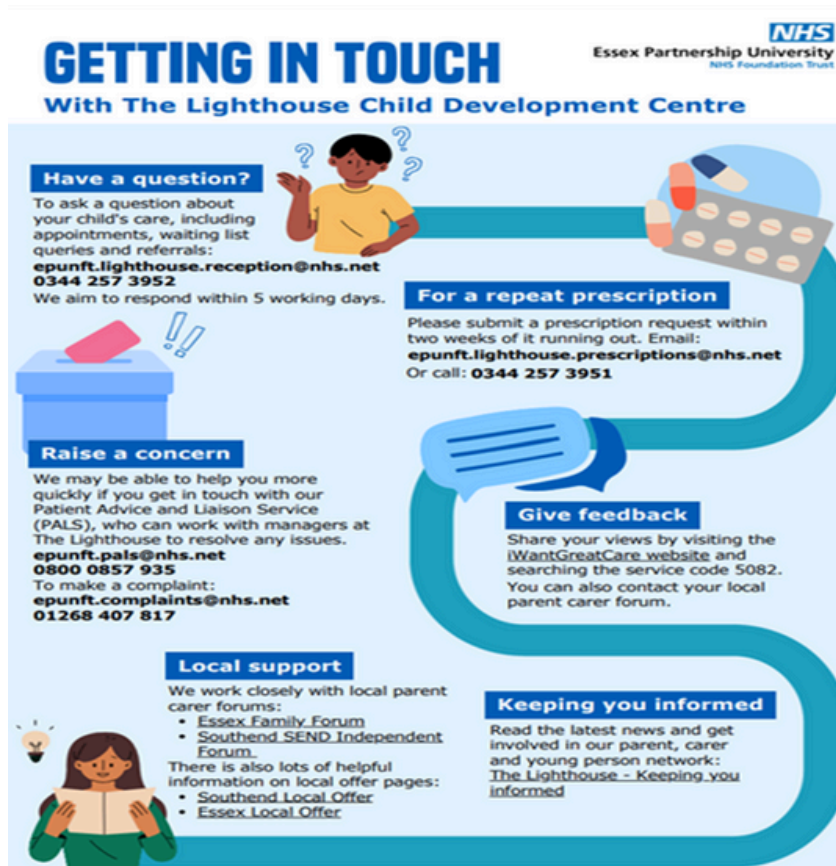 GETTING IN TOUCH
With The Lighthouse Child Development Centre
NHS
Essex Partnership University
NHS Foundation Trust
Have a question?
To ask a question about
your child's care, including
appointments, waiting list
queries and referrals:
epunft.lighthouse.reception@nhs.net
0344 257 3952
We aim to respond within 5 working days.
For a repeat prescription
Please submit a prescription request within
two weeks of it running out. Email:
epunft.lighthouse.prescriptions@nhs.net
Or call: 0344 257 3951
Raise a concern
We may be able to help you more
quickly if you get in touch with our
Patient Advice and Liaison Service
(PALS), who can work with managers at
The Lighthouse to resolve any issues.
epunft.pals@nhs.net
0800 0857 935
To make a complaint:
epunft.complaints@nhs.net
01268 407 817
Give feedback
Share your views by visiting the
iWantGreatCare website and
searching the service code 5082.
You can also contact your local
parent carer forum.
Local support
We work closely with local parent
carer forums:
• Essex Family Forum
• Southend SEND Independent
Forum
There is also lots of helpful
information on local offer pages:
• Southend Local Offer
• Essex Local Offer
Keeping you informed
Read the latest news and get
involved in our parent, carer
and young person network:
The Lighthouse - Keeping you
informed